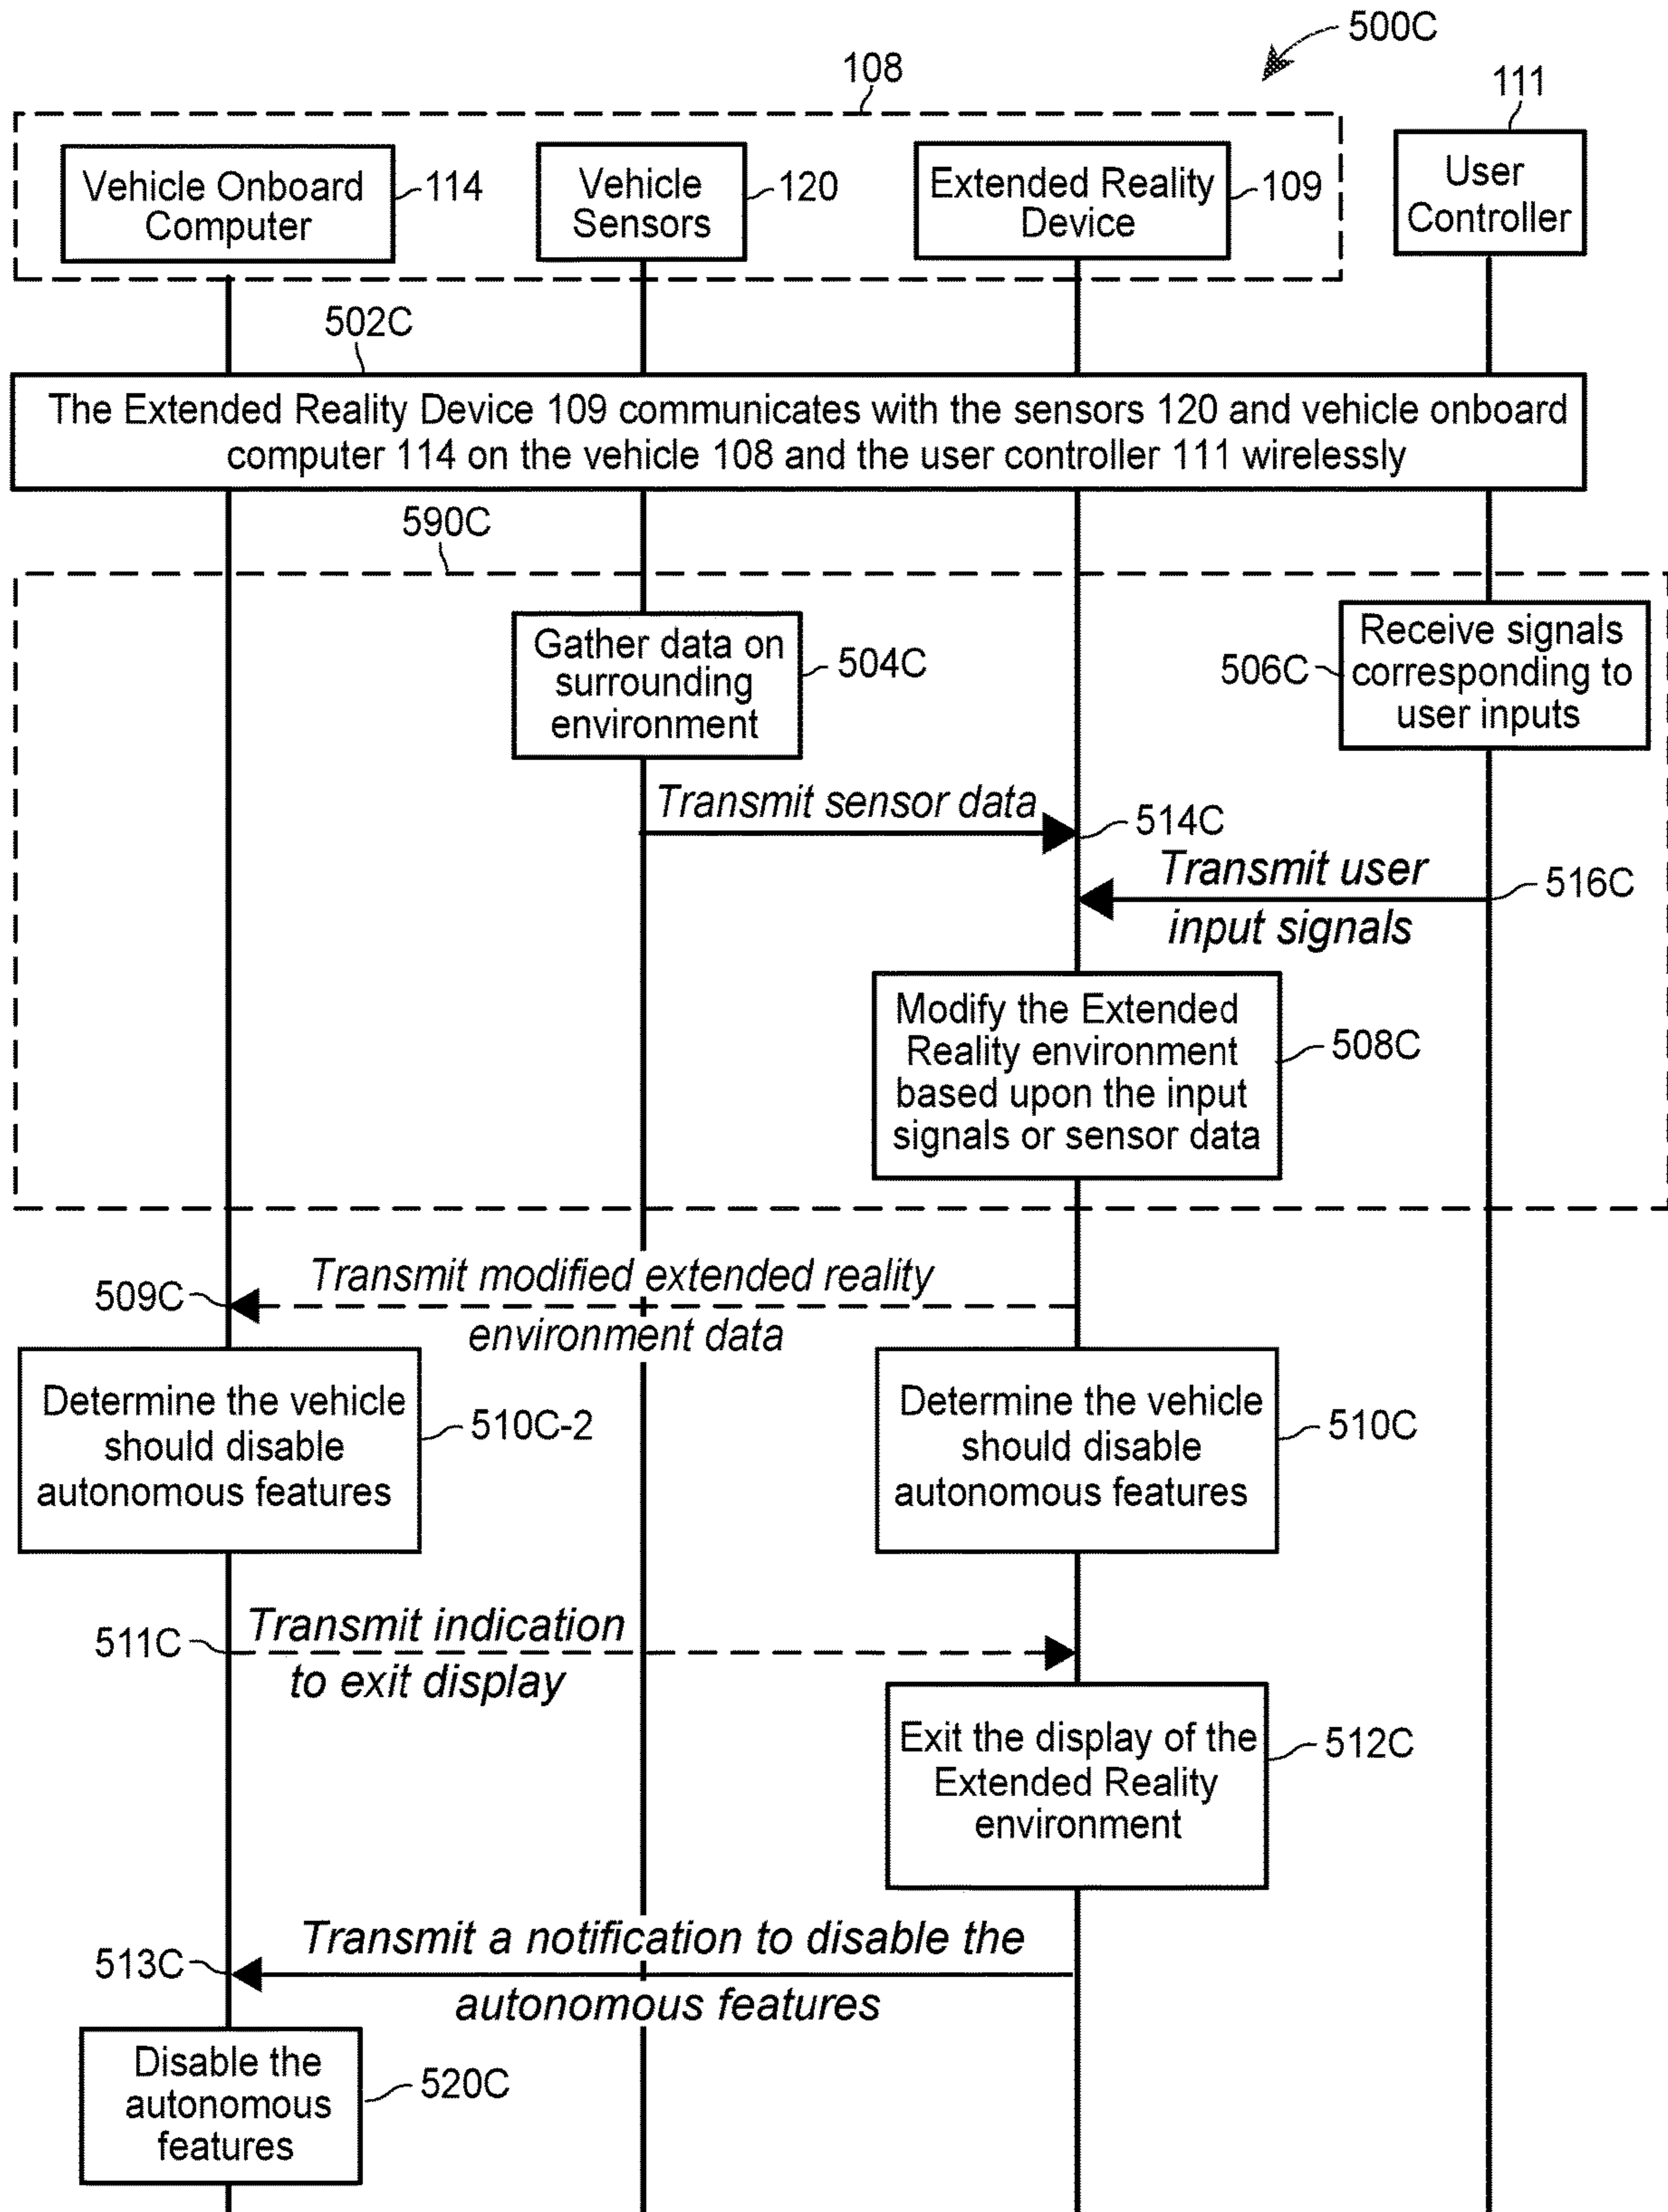 500C
108
111
Vehicle Onboard
Computer
114
Vehicle
Sensors
120
Extended Reality
Device
109
User
Controller
502C
The Extended Reality Device 109 communicates with the sensors 120 and vehicle onboard
computer 114 on the vehicle 108 and the user controller 111 wirelessly
590C
Gather data on
surrounding
environment
504C
506C
Receive signals
corresponding to
user inputs
Transmit sensor data
514C
Transmit user
input signals
516C
Modify the Extended
Reality environment
based upon the input
signals or sensor data
508C
509C
Transmit modified extended reality
environment data
Determine the vehicle
should disable
autonomous features
510C-2
Determine the vehicle
should disable
autonomous features
510C
511C
Transmit indication
to exit display
Exit the display of the
Extended Reality
environment
512C
513C
Transmit a notification to disable the
autonomous features
Disable the
autonomous
features
520C